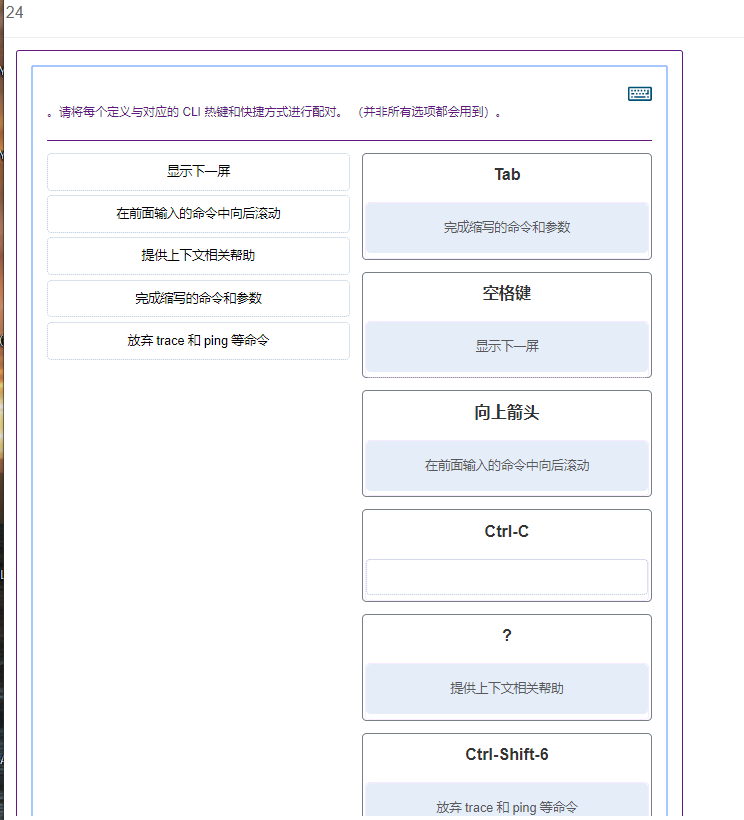 24
。请将每个定义与对应的 CLI 热键和快捷方式进行配对。 （并非所有选项都会用到）。
显示下一屏
在前面输入的命令中向后滚动
提供上下文相关帮助
完成缩写的命令和参数
放弃 trace 和 ping 等命令
Tab
完成缩写的命令和参数
空格键
显示下一屏
向上箭头
在前面输入的命令中向后滚动
Ctrl-C
?
提供上下文相关帮助
Ctrl-Shift-6
放弃 trace 和 ping 等命令